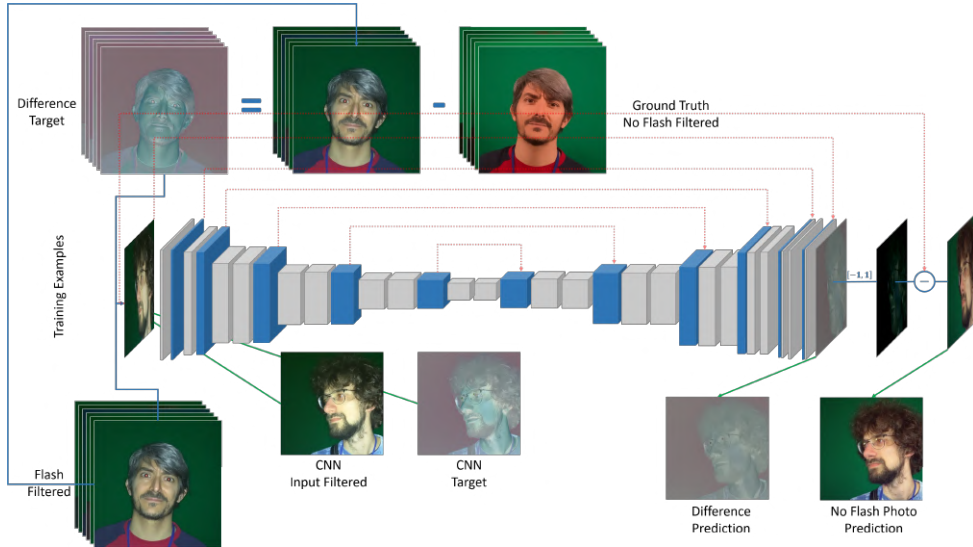 Difference
Target
Ground Truth
No Flash Filtered
Training Examples
[−1, 1]
CNN
Input Filtered
CNN
Target
Flash
Filtered
Difference
Prediction
No Flash Photo
Prediction